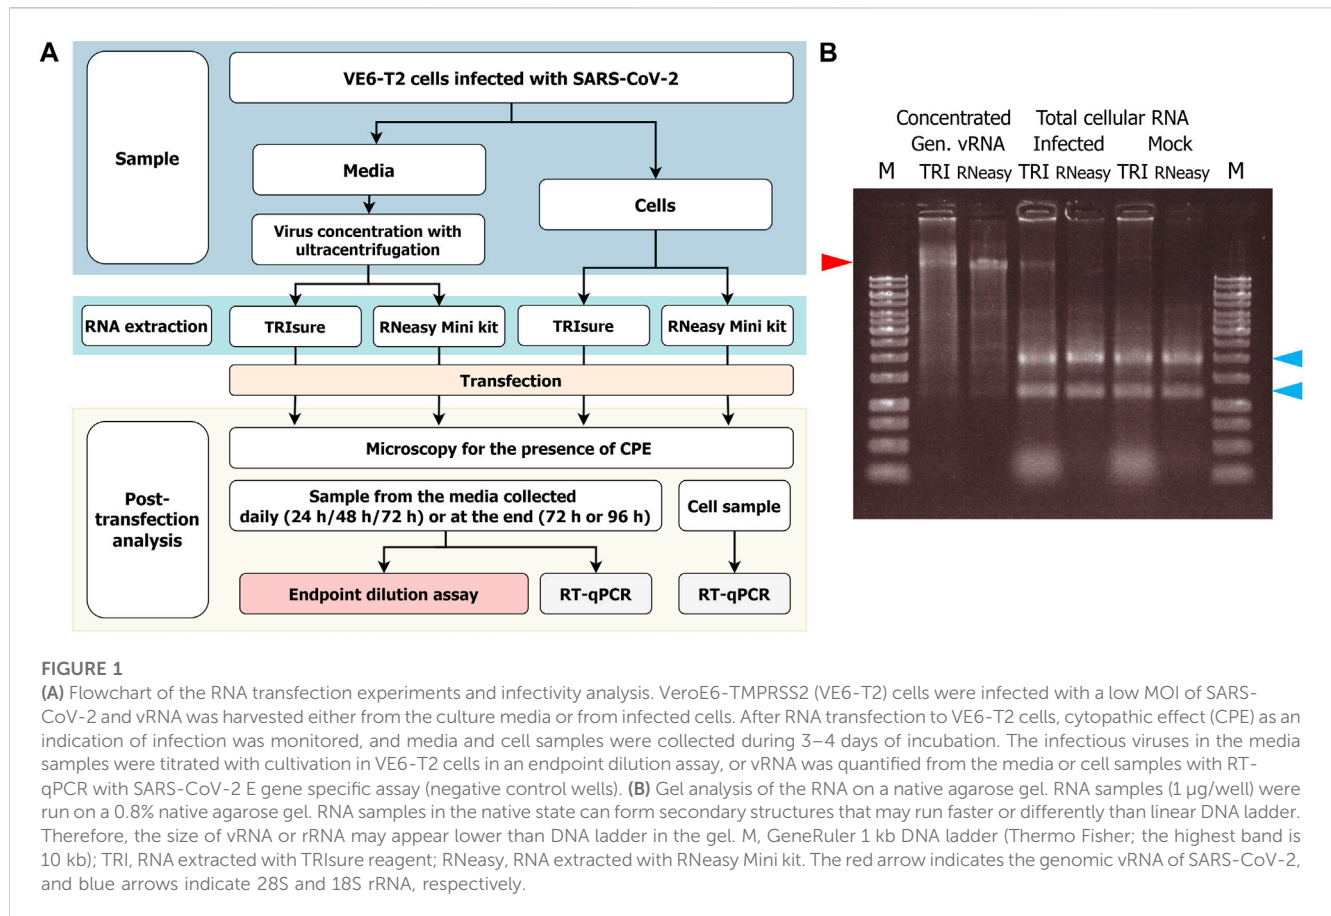 A
VE6-T2 cells infected with SARS-CoV-2
Sample
Media
Cells
Virus concentration with
ultracentrifugation
RNA extraction
TRIsure
RNeasy Mini kit
TRIsure
RNeasy Mini kit
Transfection
Microscopy for the presence of CPE
Post-
transfection
analysis
Sample from the media collected
daily (24 h/48 h/72 h) or at the end (72 h or 96 h)
Cell sample
Endpoint dilution assay
RT-qPCR
RT-qPCR
B
Concentrated Total cellular RNA
Gen. vRNA Infected Mock
M TRI RNeasy TRI RNeasy TRI RNeasy M
FIGURE 1
(A) Flowchart of the RNA transfection experiments and infectivity analysis. VeroE6-TMPRSS2 (VE6-T2) cells were infected with a low MOI of SARS-
CoV-2 and vRNA was harvested either from the culture media or from infected cells. After RNA transfection to VE6-T2 cells, cytopathic effect (CPE) as an
indication of infection was monitored, and media and cell samples were collected during 3–4 days of incubation. The infectious viruses in the media
samples were titrated with cultivation in VE6-T2 cells in an endpoint dilution assay, or vRNA was quantified from the media or cell samples with RT-
qPCR with SARS-CoV-2 E gene specific assay (negative control wells). (B) Gel analysis of the RNA on a native agarose gel. RNA samples (1 µg/well) were
run on a 0.8% native agarose gel. RNA samples in the native state can form secondary structures that may run faster or differently than linear DNA ladder.
Therefore, the size of vRNA or rRNA may appear lower than DNA ladder in the gel. M, GeneRuler 1 kb DNA ladder (Thermo Fisher; the highest band is
10 kb); TRI, RNA extracted with TRIsure reagent; RNeasy, RNA extracted with RNeasy Mini kit. The red arrow indicates the genomic vRNA of SARS-CoV-2,
and blue arrows indicate 28S and 18S rRNA, respectively.